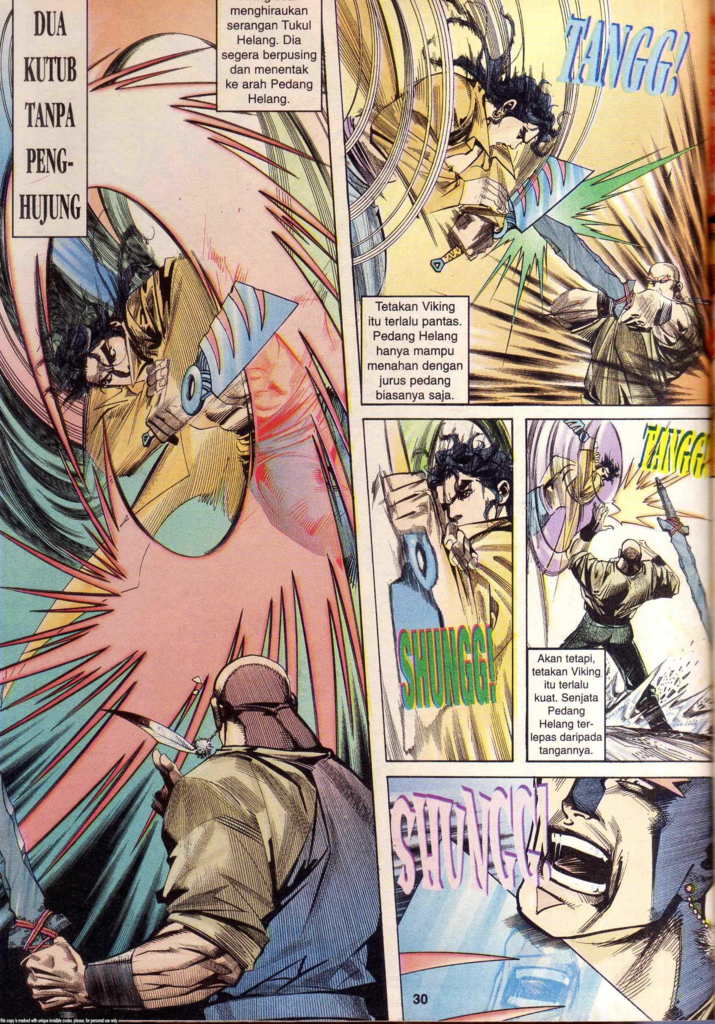 DUA
KUTUB
TANPA
PENG-
HUJUNG
menghiraukan
serangan Tukul
Helang. Dia
segera berpusing
dan menentak
ke arah Pedang
Helang.
TANGG!
Tetakan Viking
itu terlalu pantas.
Pedang Helang
hanya mampu
menahan dengan
jurus pedang
biasanya saja.
SHUNGG!
TANGG
Akan tetapi,
tetakan Viking
itu terlalu
kuat. Senjata
Pedang
Helang ter-
lepas daripada
tangannya.
SHUNGG!
30